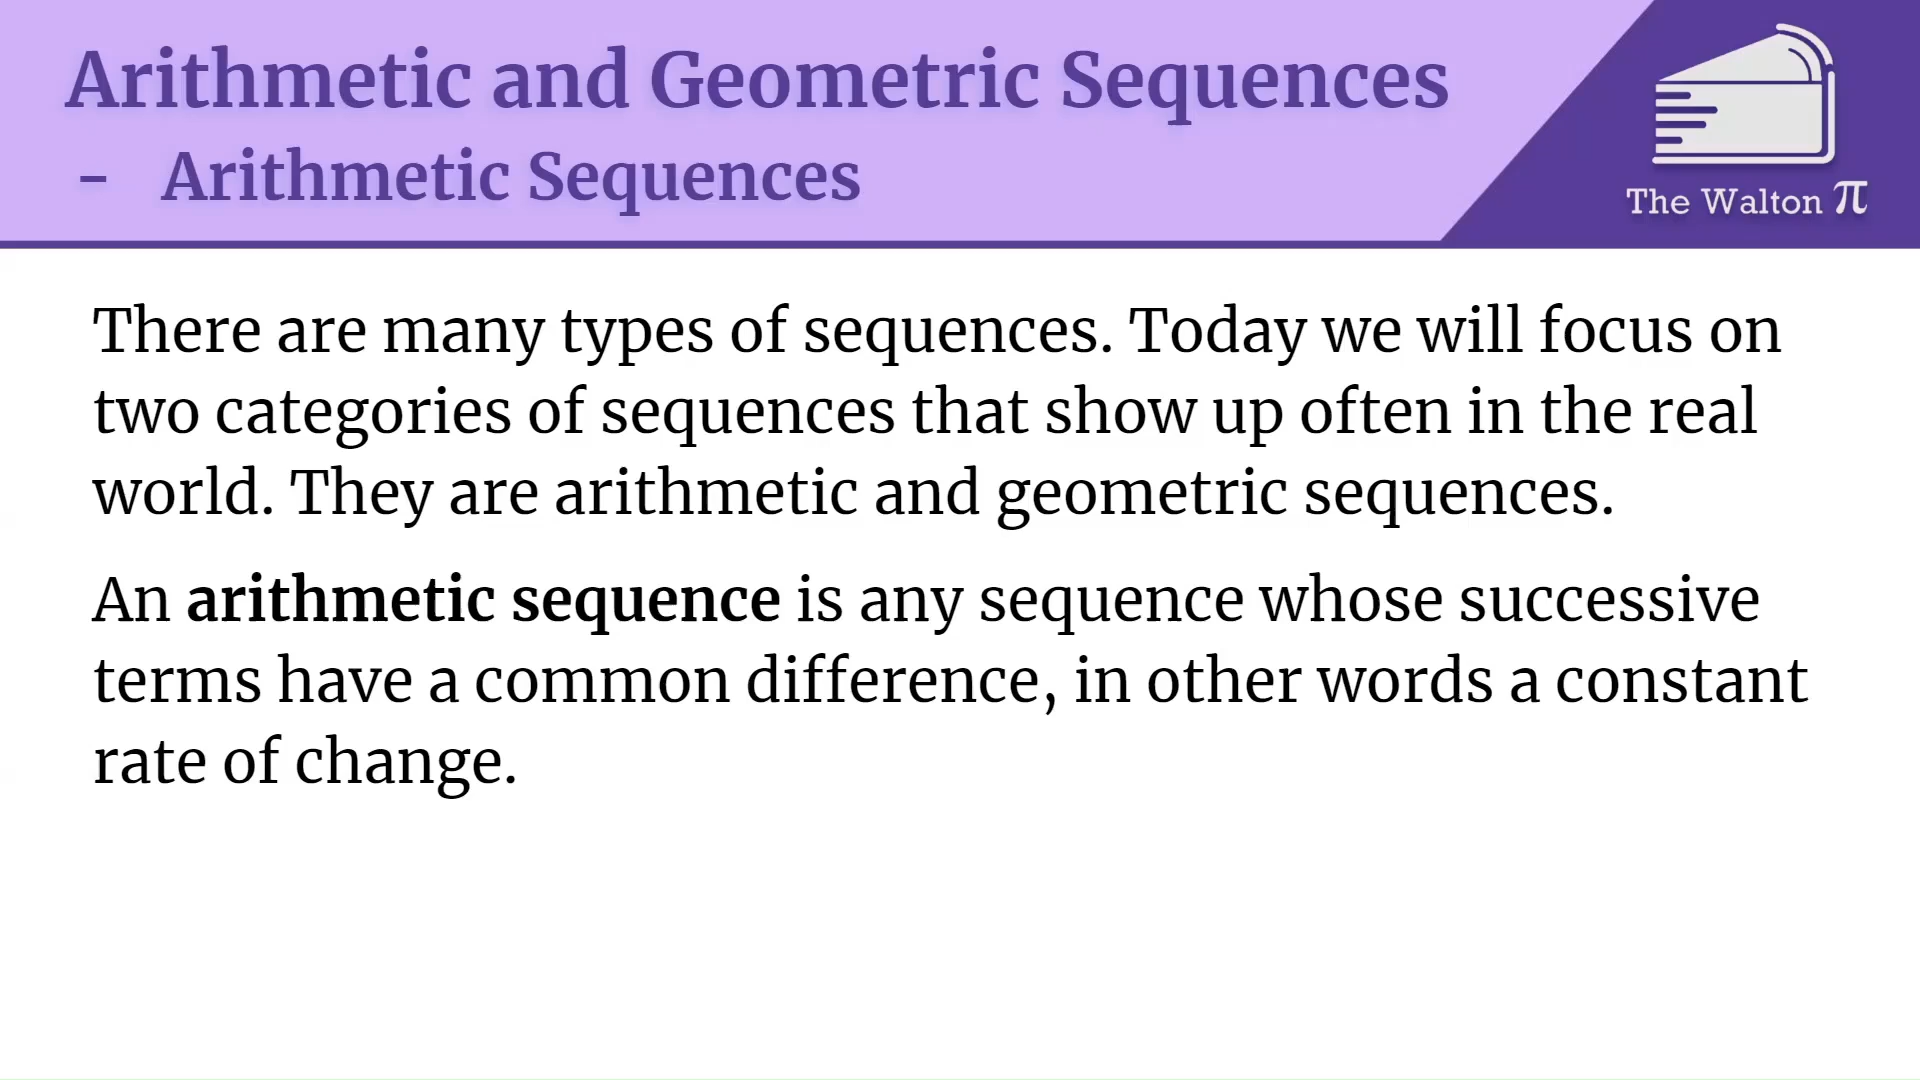 Arithmetic and Geometric Sequences
- Arithmetic Sequences
The Walton π
There are many types of sequences. Today we will focus on
two categories of sequences that show up often in the real
world. They are arithmetic and geometric sequences.
An arithmetic sequence is any sequence whose successive
terms have a common difference, in other words a constant
rate of change.